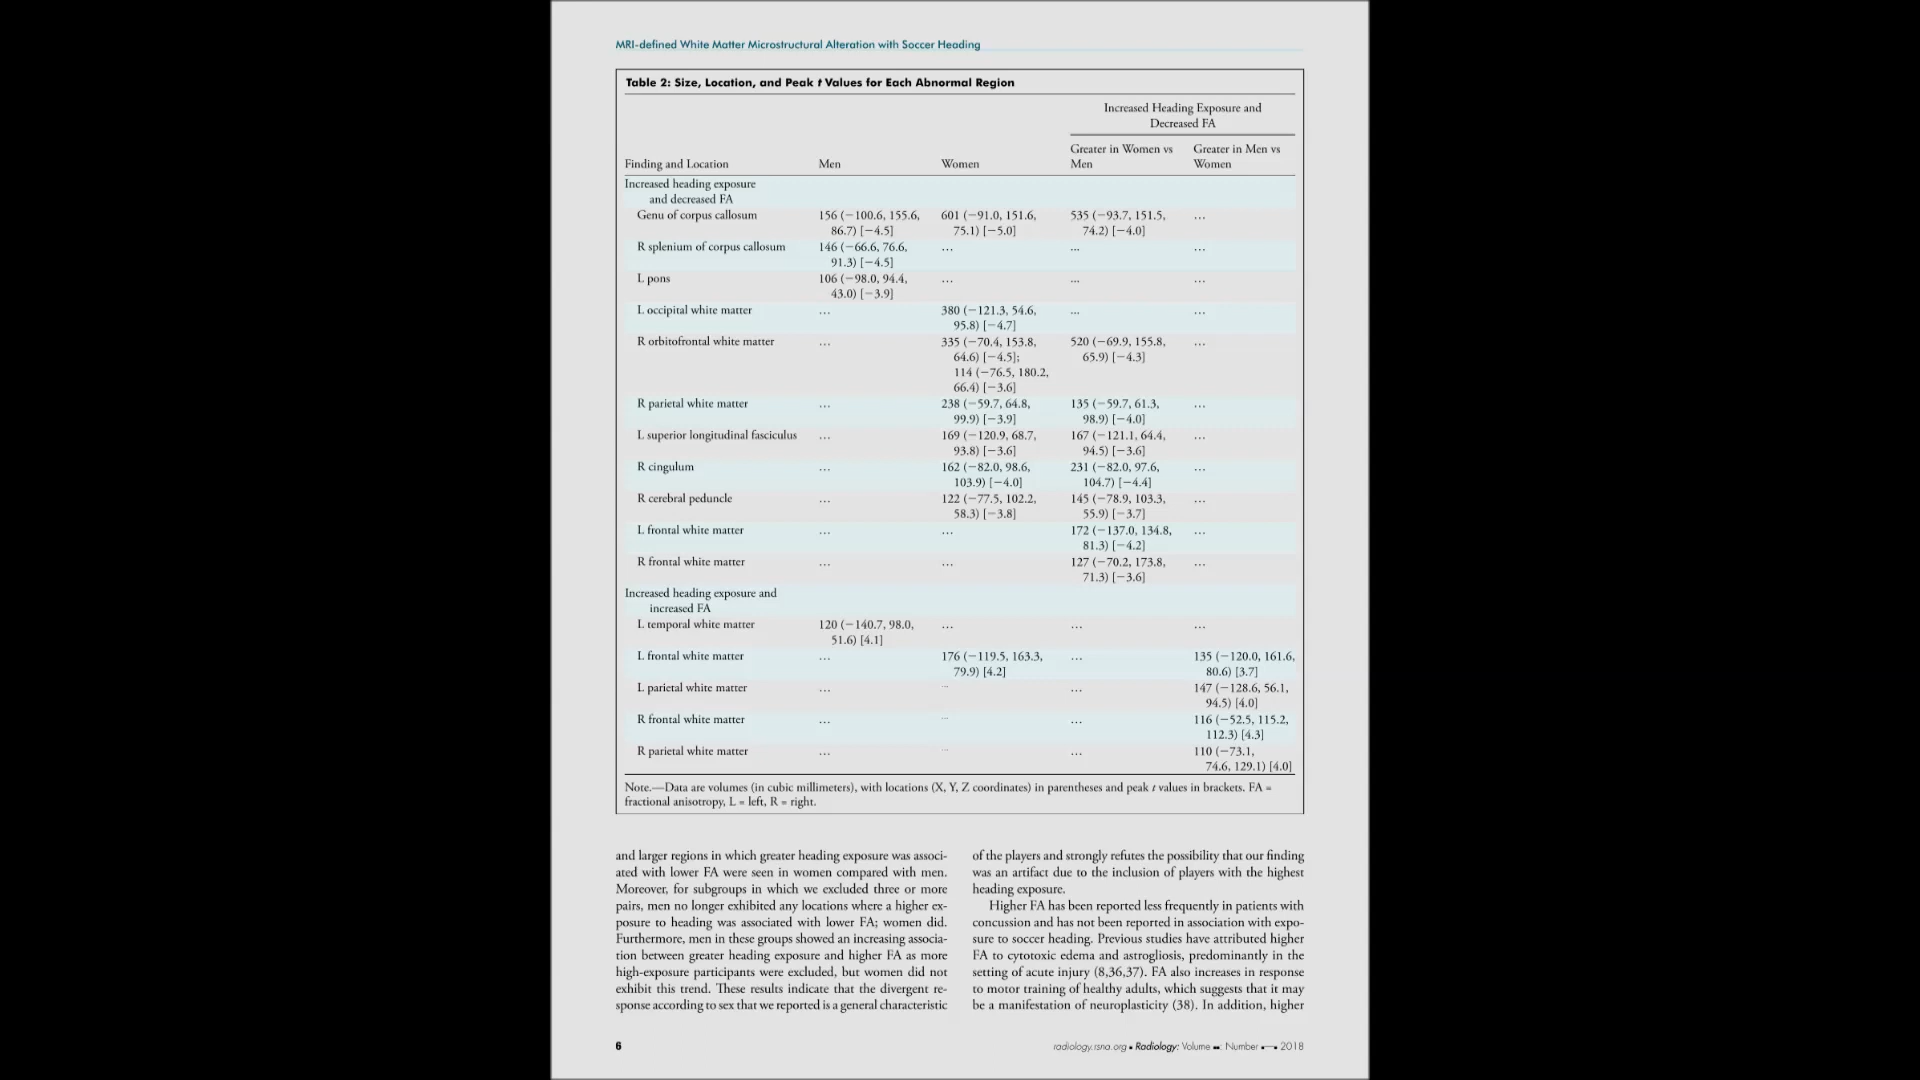 MRI-defined White Matter Microstructural Alteration with Soccer Heading
Table 2: Size, Location, and Peak t Values for Each Abnormal Region
Increased Heading Exposure and
Decreased FA
Finding and Location Men Women Greater in Women vs Men Greater in Men vs Women
Increased heading exposure
and decreased FA
Genu of corpus callosum 156 (−100.6, 155.6, 601 (−91.0, 151.6, 535 (−93.7, 151.5, ...
86.7) [−4.5] 75.1) [−5.0] 74.2) [−4.0]
R splenium of corpus callosum 146 (−66.6, 76.6, ... ... ...
91.3) [−4.5]
L pons 106 (−98.0, 94.4, ... ... ...
43.0) [−3.9]
L occipital white matter ... 380 (−121.3, 54.6, ... ...
95.8) [−4.7]
R orbitofrontal white matter ... 335 (−70.4, 153.8, 520 (−69.9, 155.8, ...
64.6) [−4.5]; 65.9) [−4.3]
114 (−76.5, 180.2,
66.4) [−3.6]
R parietal white matter ... 238 (−59.7, 64.8, 135 (−59.7, 61.3, ...
99.9) [−3.9] 98.9) [−4.0]
L superior longitudinal fasciculus ... 169 (−120.9, 68.7, 167 (−121.1, 64.4, ...
93.8) [−3.6] 94.5) [−3.6]
R cingulum ... 162 (−82.0, 98.6, 231 (−82.0, 97.6, ...
103.9) [−4.0] 104.7) [−4.4]
R cerebral peduncle ... 122 (−77.5, 102.2, 145 (−78.9, 103.3, ...
58.3) [−3.8] 55.9) [−3.7]
L frontal white matter ... ... 172 (−137.0, 134.8, ...
81.3) [−4.2]
R frontal white matter ... ... 127 (−70.2, 173.8, ...
71.3) [−3.6]
Increased heading exposure and
increased FA
L temporal white matter 120 (−140.7, 98.0, ... ... ...
51.6) [4.1]
L frontal white matter ... 176 (−119.5, 163.3, ... 135 (−120.0, 161.6,
79.9) [4.2] 80.6) [3.7]
L parietal white matter ... ... ... 147 (−128.6, 56.1,
94.5) [4.0]
R frontal white matter ... ... ... 116 (−52.5, 115.2,
112.3) [4.3]
R parietal white matter ... ... ... 110 (−73.1,
74.6, 129.1) [4.0]
Note.—Data are volumes (in cubic millimeters), with locations (X, Y, Z coordinates) in parentheses and peak t values in brackets. FA =
fractional anisotropy, L = left, R = right.
and larger regions in which greater heading exposure was associ-
ated with lower FA were seen in women compared with men.
Moreover, for subgroups in which we excluded three or more
pairs, men no longer exhibited any locations where a higher ex-
posure to heading was associated with lower FA; women did.
Furthermore, men in these groups showed an increasing associa-
tion between greater heading exposure and higher FA as more
high-exposure participants were excluded, but women did not
exhibit this trend. These results indicate that the divergent re-
sponse according to sex that we reported is a general characteristic
of the players and strongly refutes the possibility that our finding
was an artifact due to the inclusion of players with the highest
heading exposure.
Higher FA has been reported less frequently in patients with
concussion and has not been reported in association with expo-
sure to soccer heading. Previous studies have attributed higher
FA to cytotoxic edema and astrogliosis, predominantly in the
setting of acute injury (8,36,37). FA also increases in response
to motor training of healthy adults, which suggests that it may
be a manifestation of neuroplasticity (38). In addition, higher
6 radiology.rsna.org ▪ Radiology: Volume ▪▪: Number ▪—▪ 2018